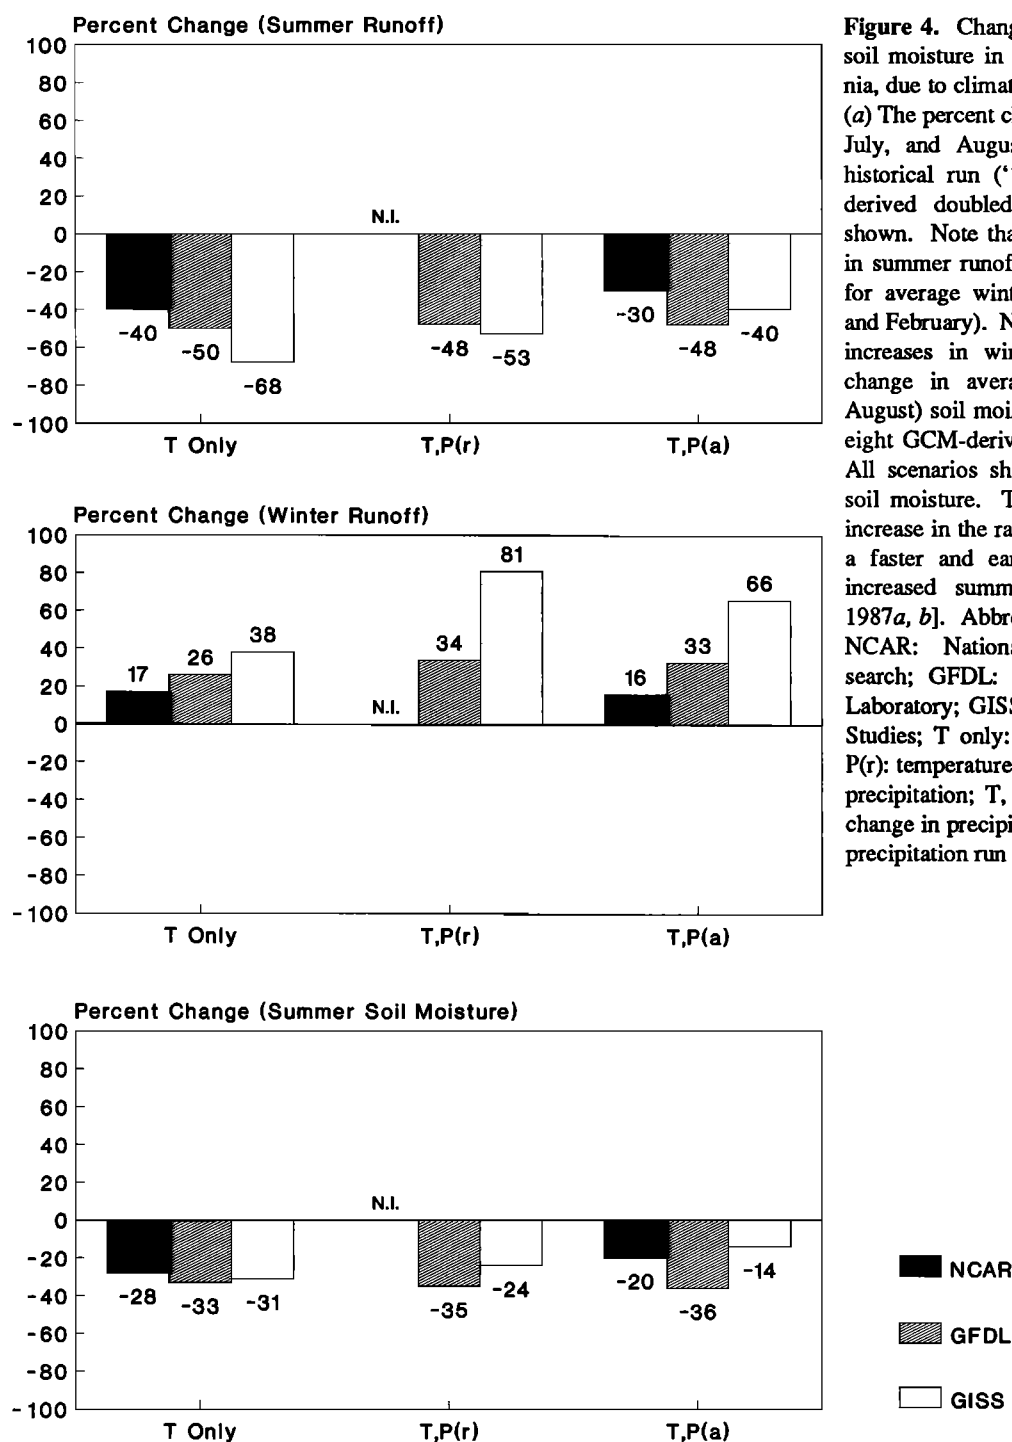 Percent Change (Summer Runoff)
100
80
60
40
20
0
-20
-40
-60
-80
-100
N.I.
-40
-50
-68
-48
-53
-30
-48
-40
T Only
T,P(r)
T,P(a)
Percent Change (Winter Runoff)
100
80
60
40
20
0
-20
-40
-60
-80
-100
17
26
38
N.I.
34
81
16
33
66
T Only
T,P(r)
T,P(a)
Percent Change (Summer Soil Moisture)
100
80
60
40
20
0
-20
-40
-60
-80
-100
N.I.
-28
-33
-31
-35
-24
-20
-36
-14
T Only
T,P(r)
T,P(a)
NCAR
GFDL
GISS
Figure 4. Chang
soil moisture in
nia, due to climat
(a) The percent cl
July, and Augus
historical run (‘
derived doubled
shown. Note tha
in summer runof
for average wint
and February). N
increases in win
change in avera
August) soil moi
eight GCM-deriv
All scenarios sh
soil moisture. T
increase in the ra
a faster and ear
increased summ
1987a, b]. Abbre
NCAR: Nationa
search; GFDL:
Laboratory; GISS
Studies; T only:
P(r): temperature
precipitation; T,
change in precipi
precipitation run